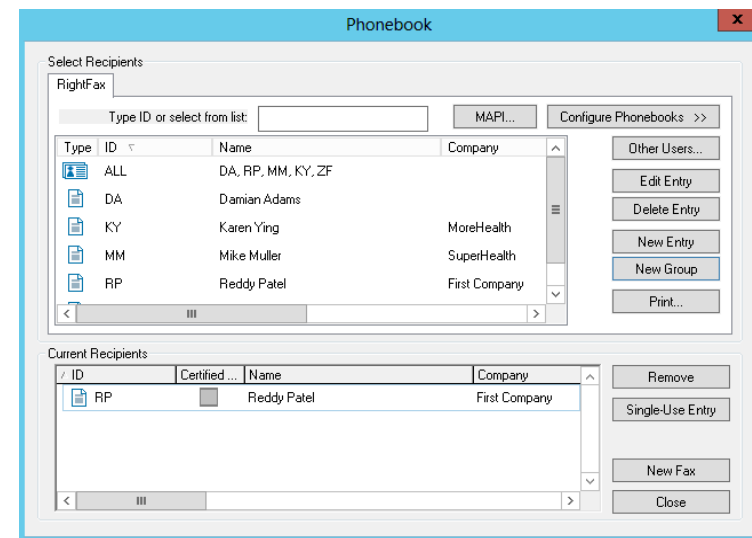 Phonebook
x
Select Recipients
RightFax
Type ID or select from list: MAPI... Configure Phonebooks >>
Type ID Name Company Other Users...
ALL DA, RP, MM, KY, ZF Edit Entry
DA Damian Adams Delete Entry
KY Karen Ying MoreHealth New Entry
MM Mike Muller SuperHealth New Group
RP Reddy Patel First Company Print...
Current Recipients
ID Certified ... Name Company Remove
RP Reddy Patel First Company Single-Use Entry
New Fax
Close